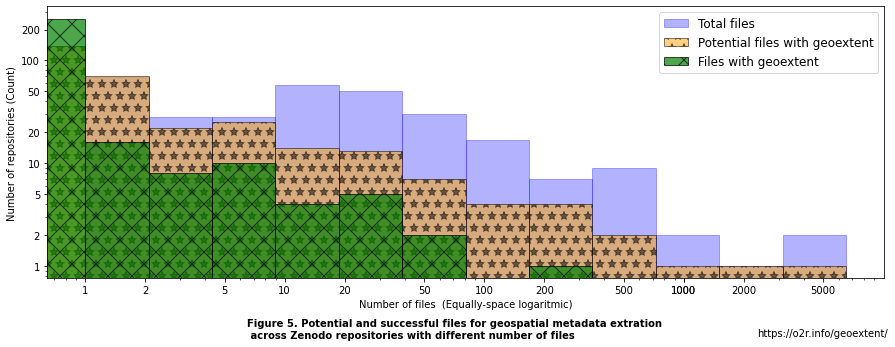 Total files
Potential files with geoextent
Files with geoextent
Number of repositories (Count)
200
100
50
20
10
5
2
1
1 2 5 10 20 50 100 200 500 1000 2000 5000
Number of files (Equally-space logaritmic)
Figure 5. Potential and successful files for geospatial metadata extration
across Zenodo repositories with different number of files
https://o2r.info/geoextent/